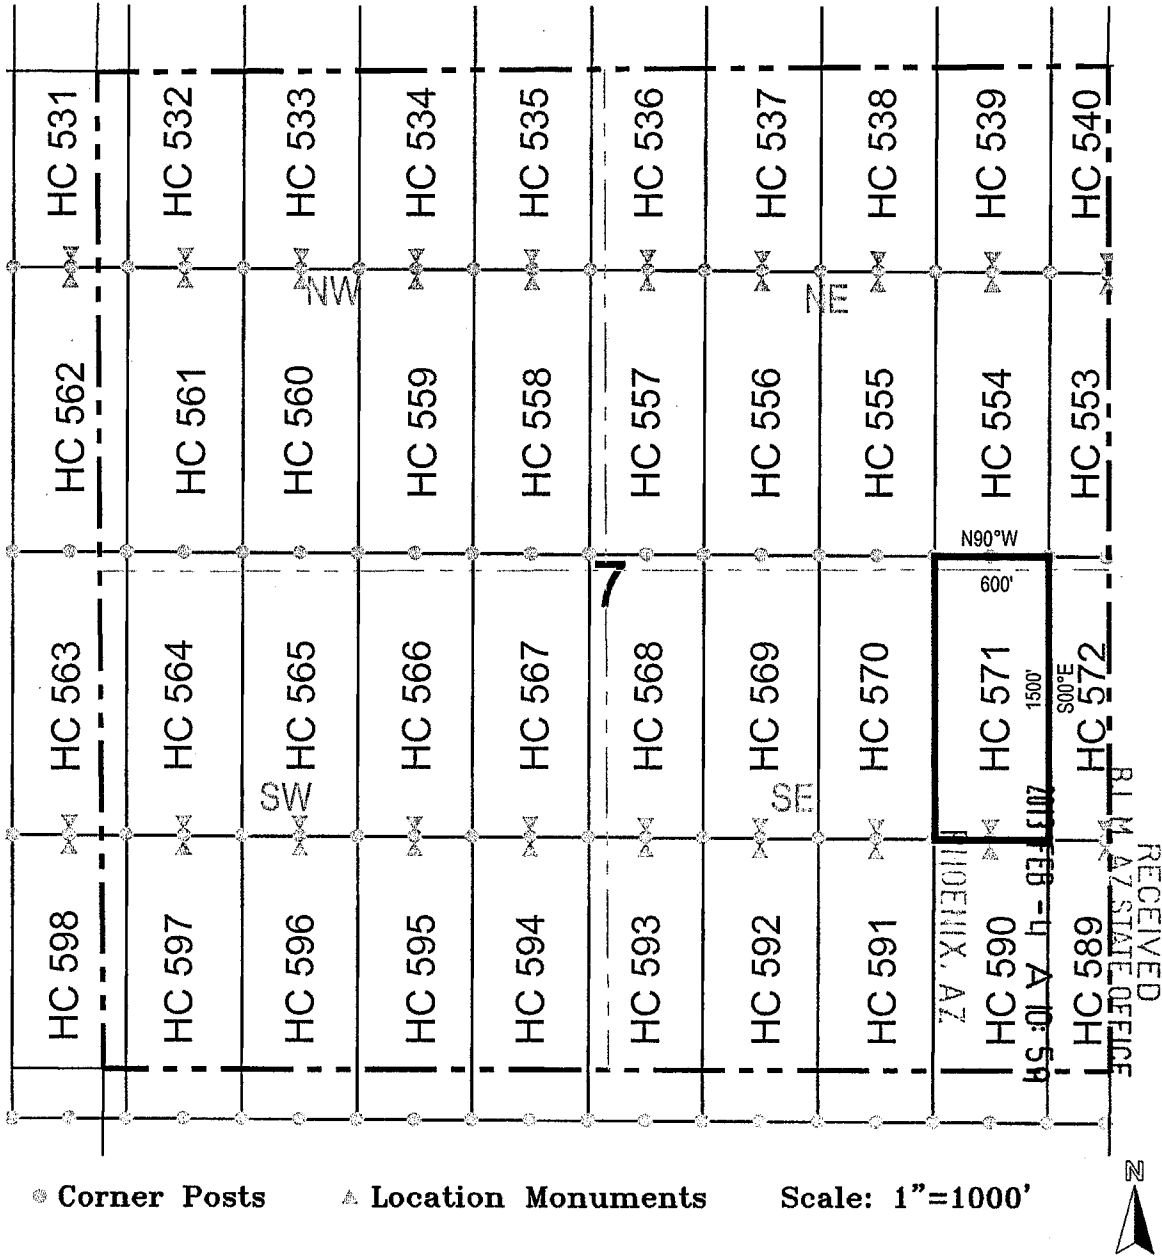 HC 531
HC 532
HC 533
HC 534
HC 535
HC 536
HC 537
HC 538
HC 539
HC 540
NW
NE
HC 562
HC 561
HC 560
HC 559
HC 558
HC 557
HC 556
HC 555
HC 554
HC 553
N90°W
600'
7
HC 563
HC 564
HC 565
HC 566
HC 567
HC 568
HC 569
HC 570
HC 571
1500'
S00°E
HC 572
SW
SE
HC 598
HC 597
HC 596
HC 595
HC 594
HC 593
HC 592
HC 591
HC 590
HC 589
RECEIVED
B.L.M. AZ STATE OFFICE
2013 FEB -4 A 10: 59
PHOENIX, AZ
Corner Posts
Location Monuments
Scale: 1"=1000'
N